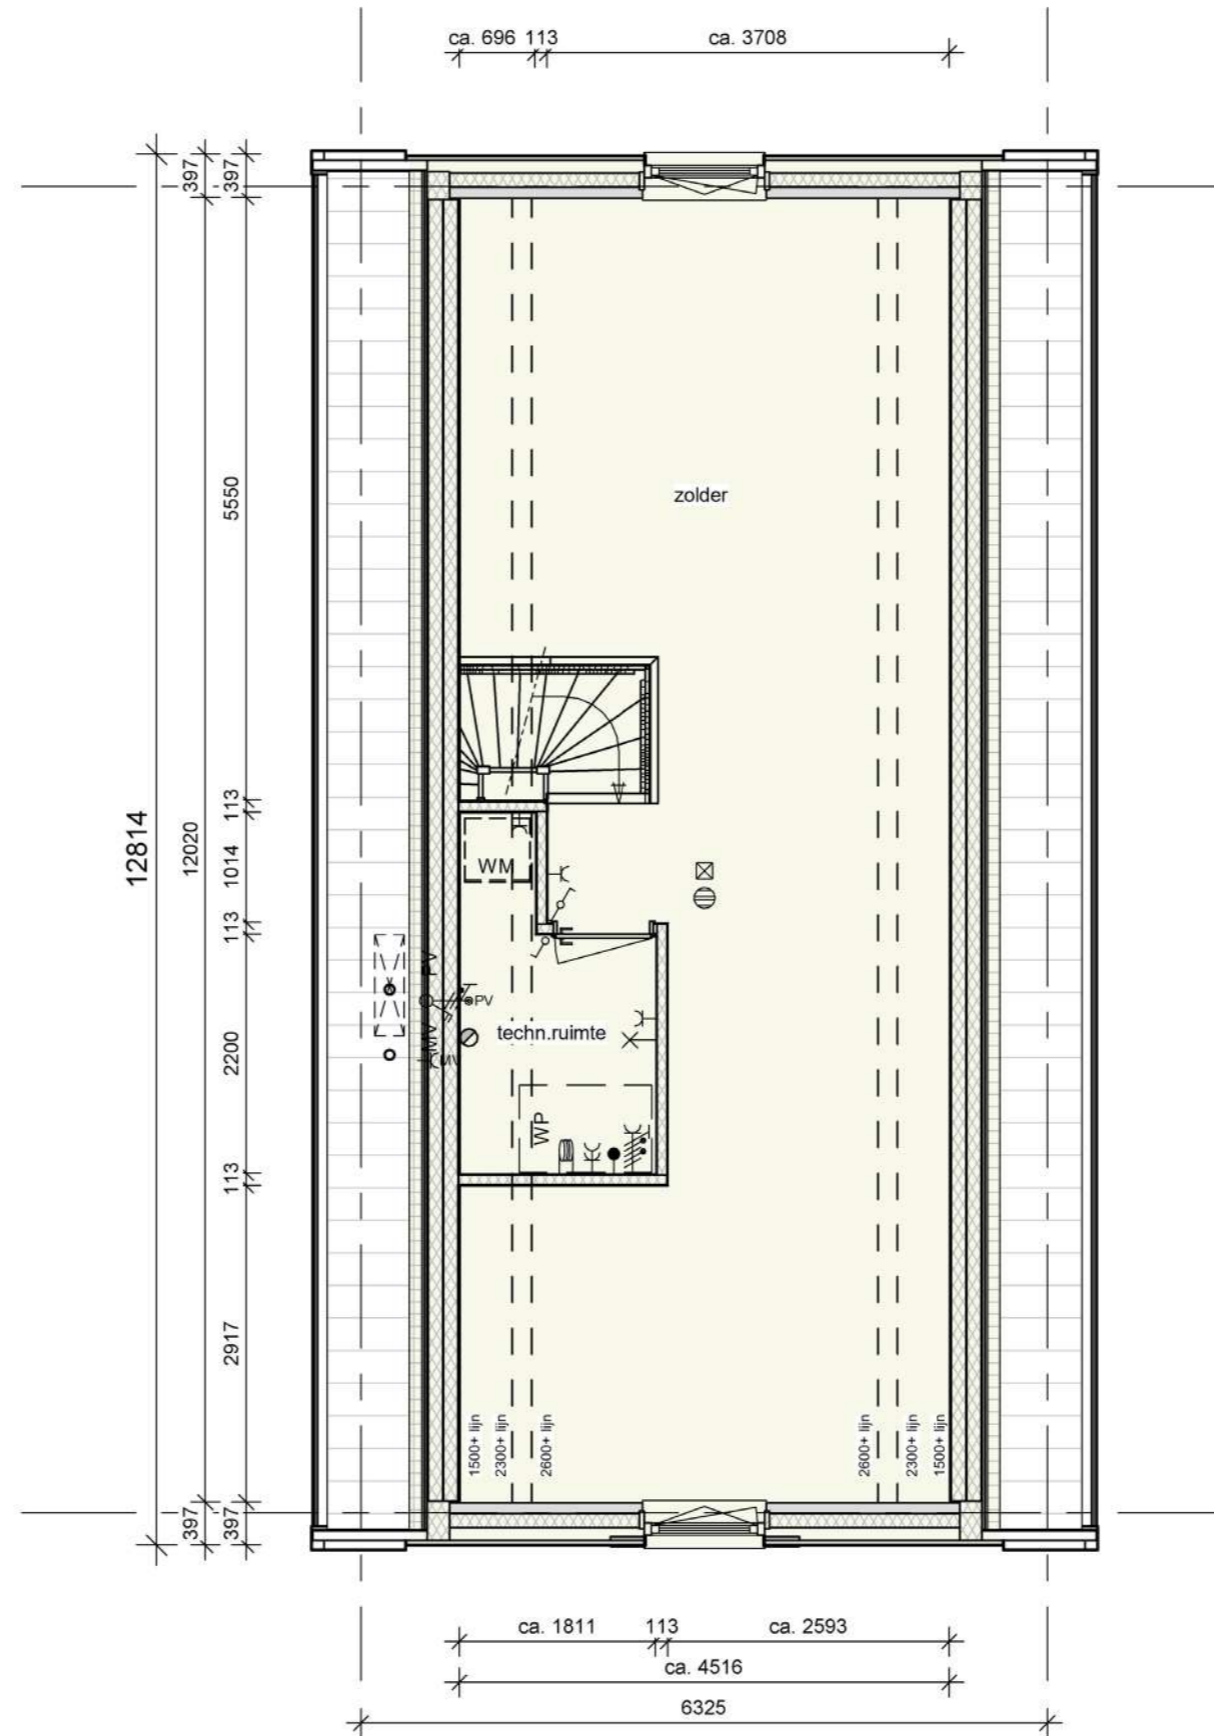 ca. 696 113 ca. 3708
397
397
5550
zolder
113
12814
12020
1014
WM
113
PV
PV
MV
MV
2200
techn.ruimte
WP
113
2917
1500+ lijn
2300+ lijn
2600+ lijn
2600+ lijn
2300+ lijn
1500+ lijn
397
397
ca. 1811 113 ca. 2593
ca. 4516
6325